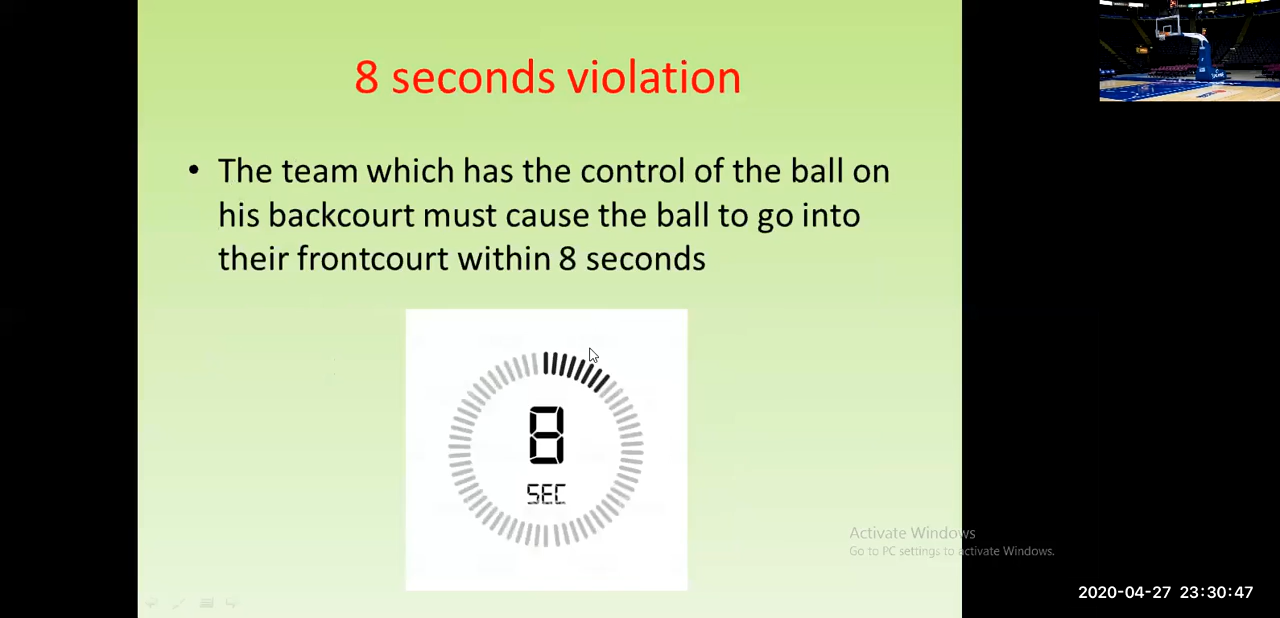 8 seconds violation
• The team which has the control of the ball on
his backcourt must cause the ball to go into
their frontcourt within 8 seconds
8
SEC
Activate Windows
Go to PC settings to activate Windows.
2020-04-27 23:30:47